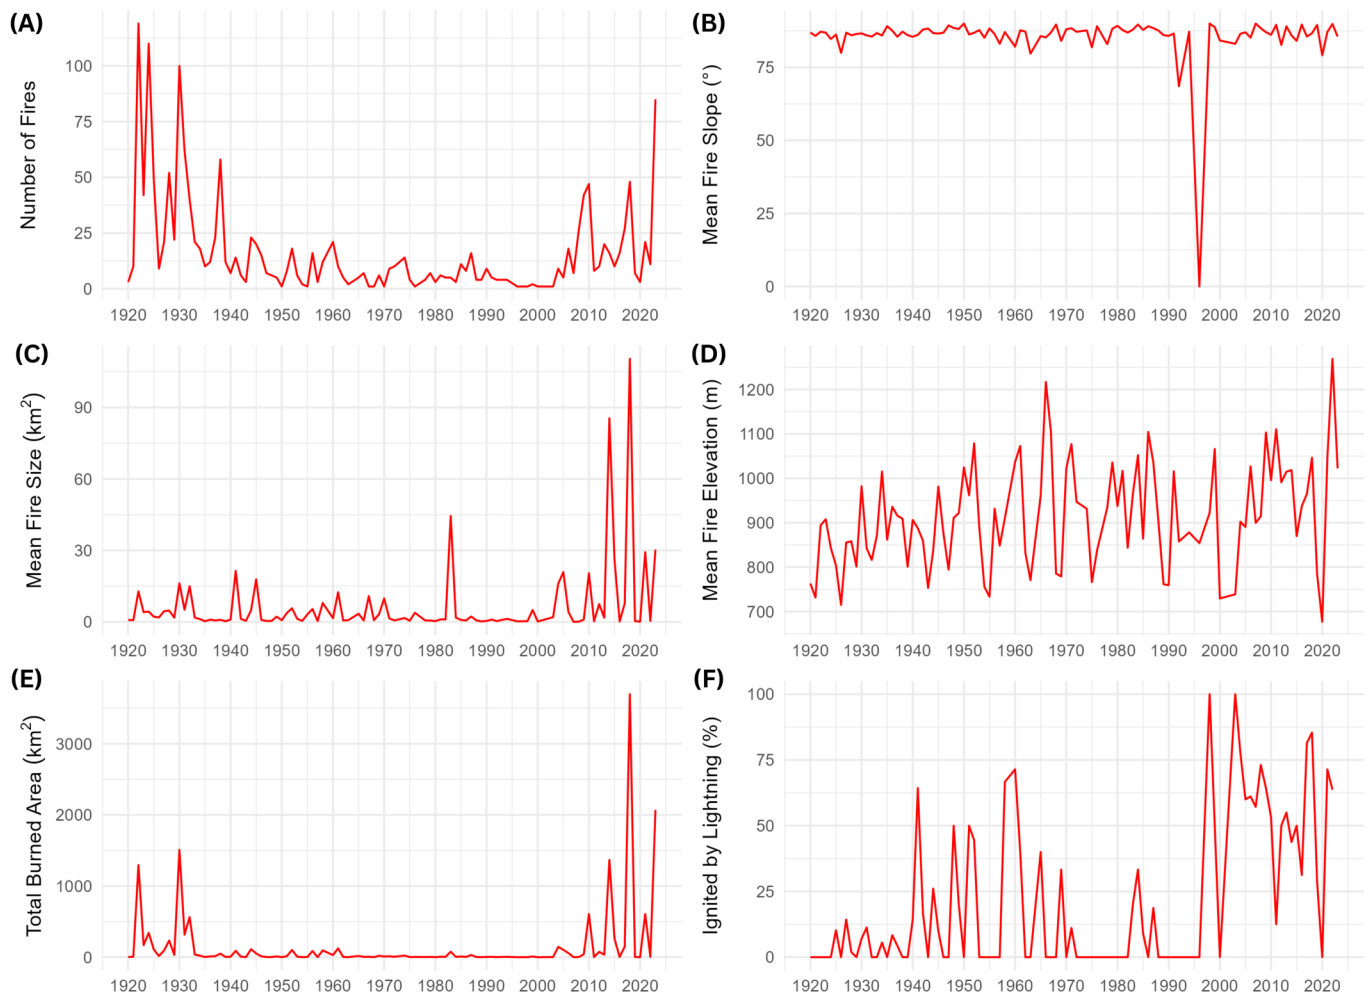 (A)
Number of Fires
100
75
50
25
0
1920 1930 1940 1950 1960 1970 1980 1990 2000 2010 2020
(B)
Mean Fire Slope (°)
75
50
25
0
1920 1930 1940 1950 1960 1970 1980 1990 2000 2010 2020
(C)
Mean Fire Size (km²)
90
60
30
0
1920 1930 1940 1950 1960 1970 1980 1990 2000 2010 2020
(D)
Mean Fire Elevation (m)
1200
1100
1000
900
800
700
1920 1930 1940 1950 1960 1970 1980 1990 2000 2010 2020
(E)
Total Burned Area (km²)
3000
2000
1000
0
1920 1930 1940 1950 1960 1970 1980 1990 2000 2010 2020
(F)
Ignited by Lightning (%)
100
75
50
25
0
1920 1930 1940 1950 1960 1970 1980 1990 2000 2010 2020